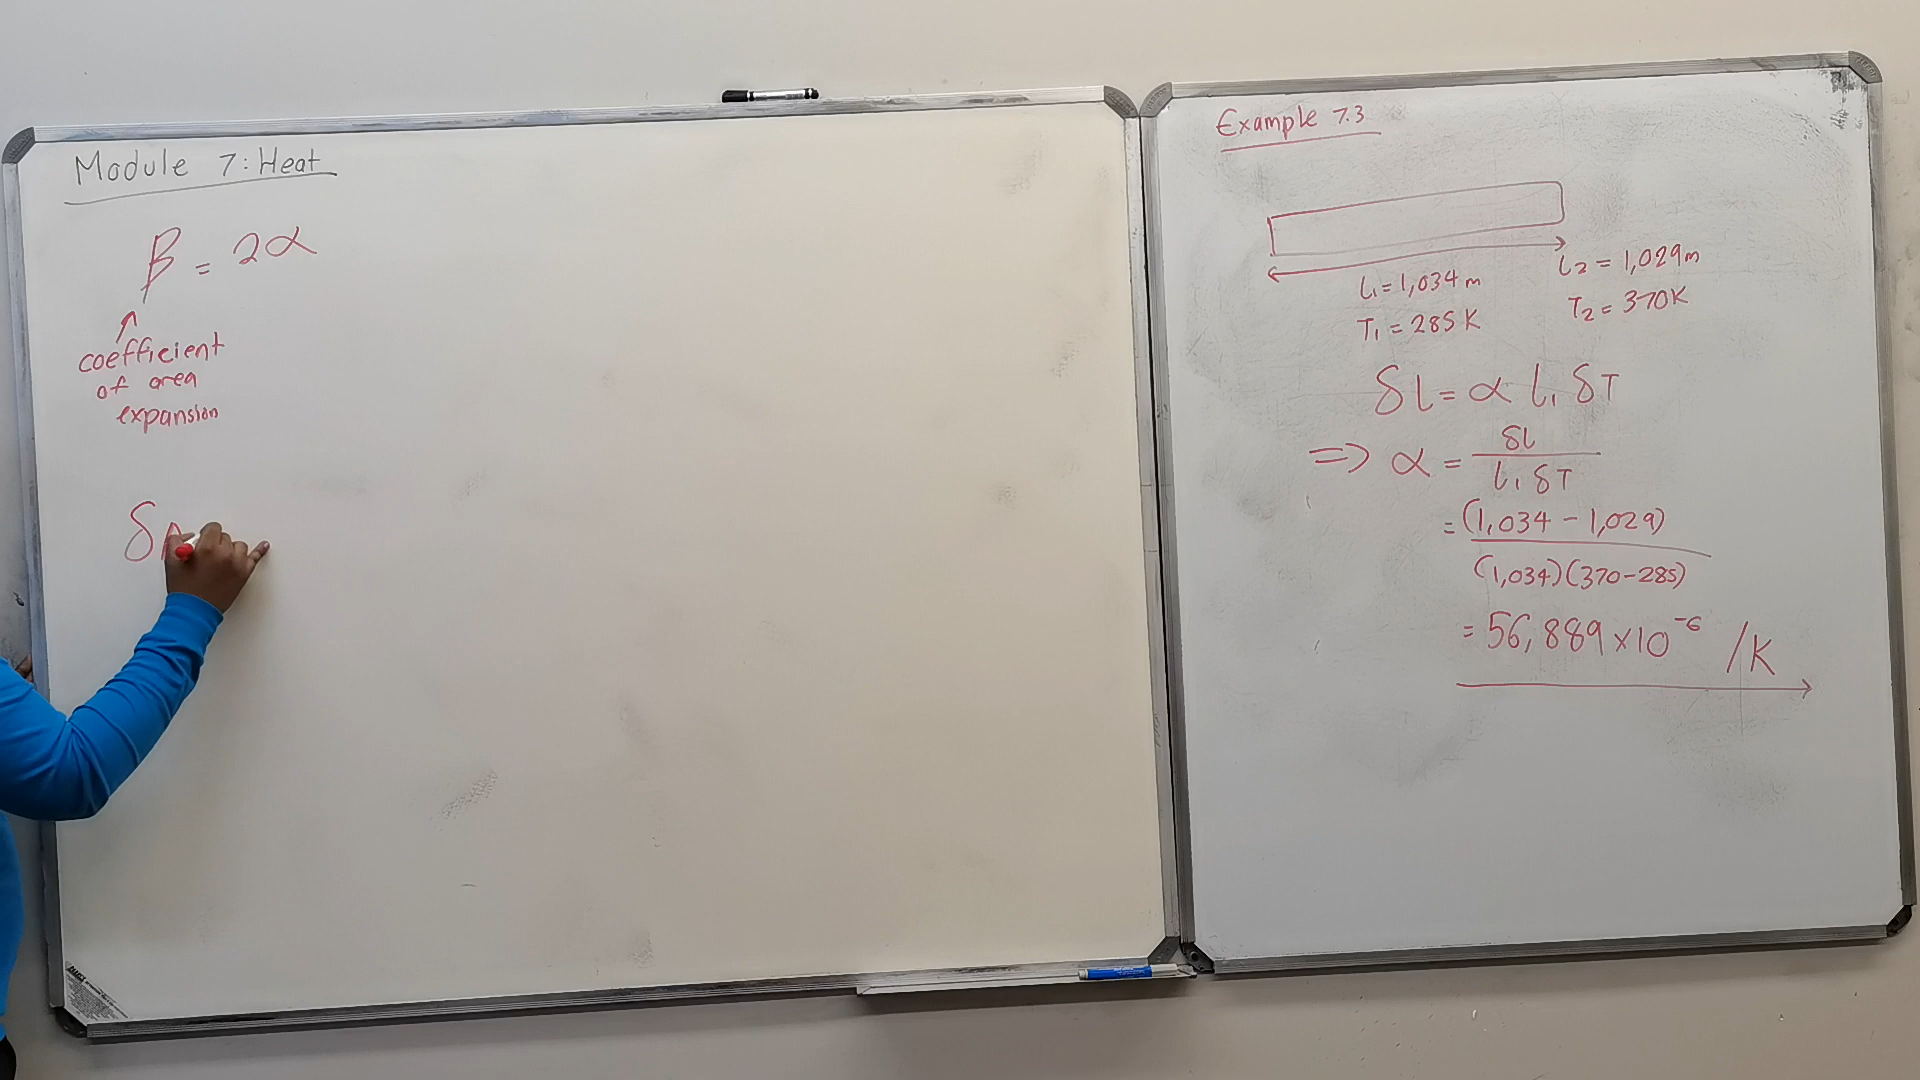 Module 7: Heat
β = 2α
coefficient
of area
expansion
δA
Example 7.3
l₁ = 1,034 m
T₁ = 285 K
l₂ = 1,029m
T₂ = 370K
δl = α l₁ δT
⇒ α = δl / l₁ δT
= (1,034 - 1,029) / (1,034)(370-285)
= 56,889 × 10⁻⁶ /K